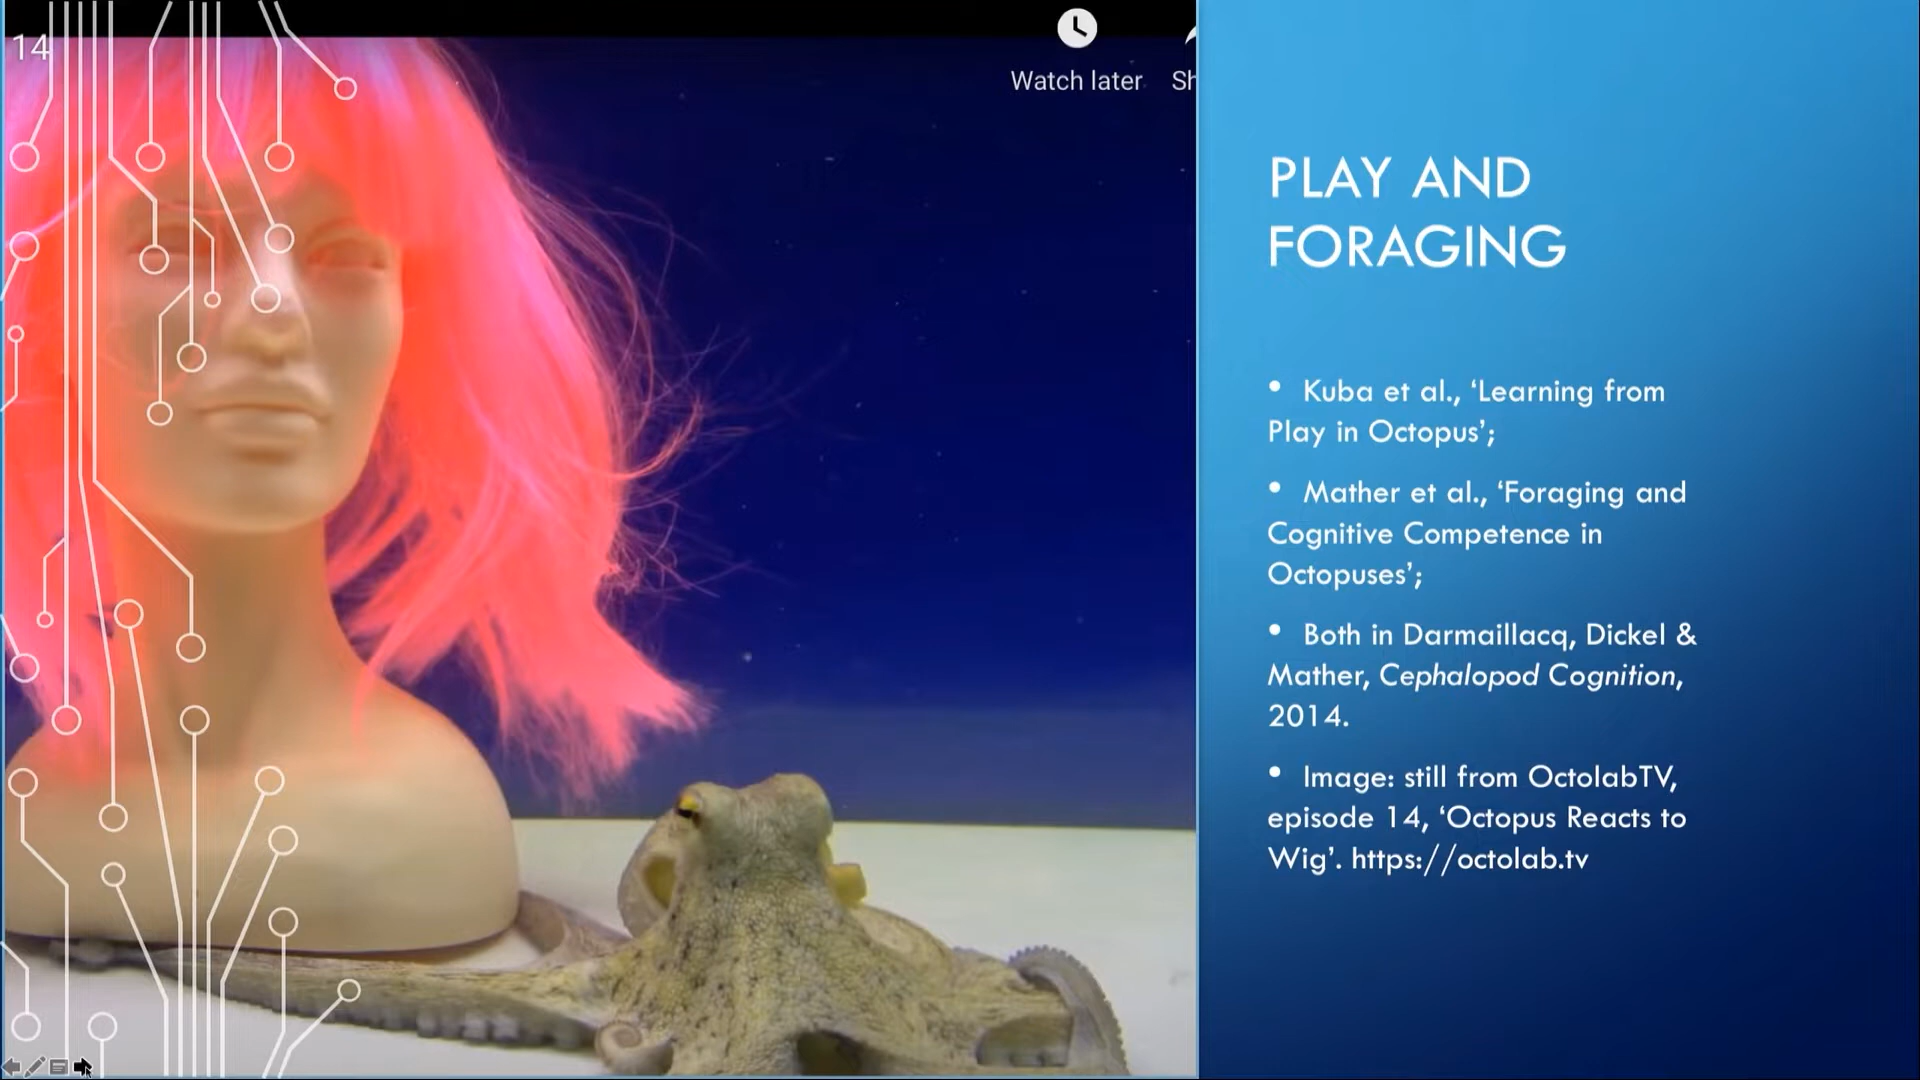 14
Watch later
Sh
PLAY AND
FORAGING
• Kuba et al., ‘Learning from
Play in Octopus’;
• Mather et al., ‘Foraging and
Cognitive Competence in
Octopuses’;
• Both in Darmaillacq, Dickel &
Mather, Cephalopod Cognition,
2014.
• Image: still from OctolabTV,
episode 14, ‘Octopus Reacts to
Wig’. https://octolab.tv